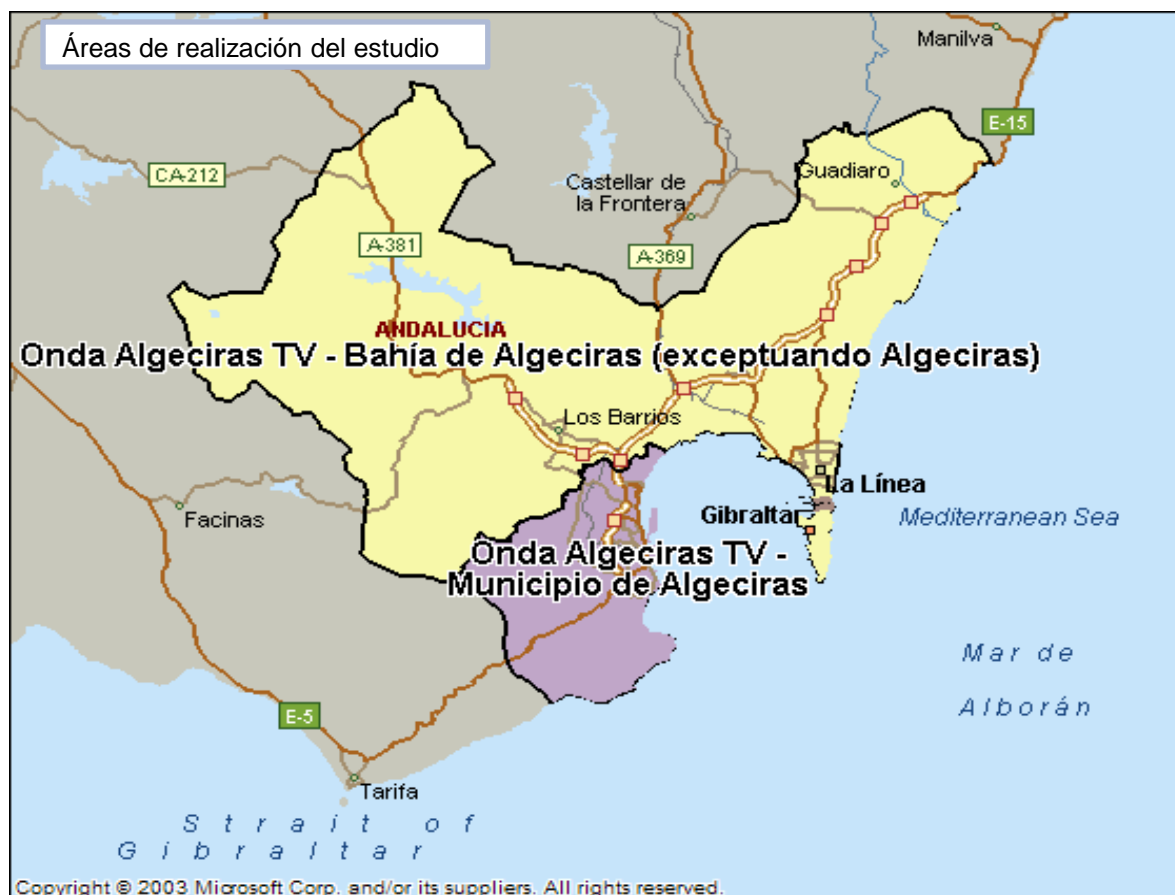 Áreas de realización del estudio
Manilva
E-15
CA-212
Guadiaro
Castellar de
la Frontera
A-381
A-369
ANDALUCIA
Onda Algeciras TV - Bahía de Algeciras (exceptuando Algeciras)
Los Barrios
La Línea
Facinas
Gibraltar
Mediterranean Sea
Onda Algeciras TV -
Municipio de Algeciras
Mar de
Alborán
E-5
Tarifa
Strait of
Gibraltar
Copyright © 2003 Microsoft Corp. and/or its suppliers. All rights reserved.